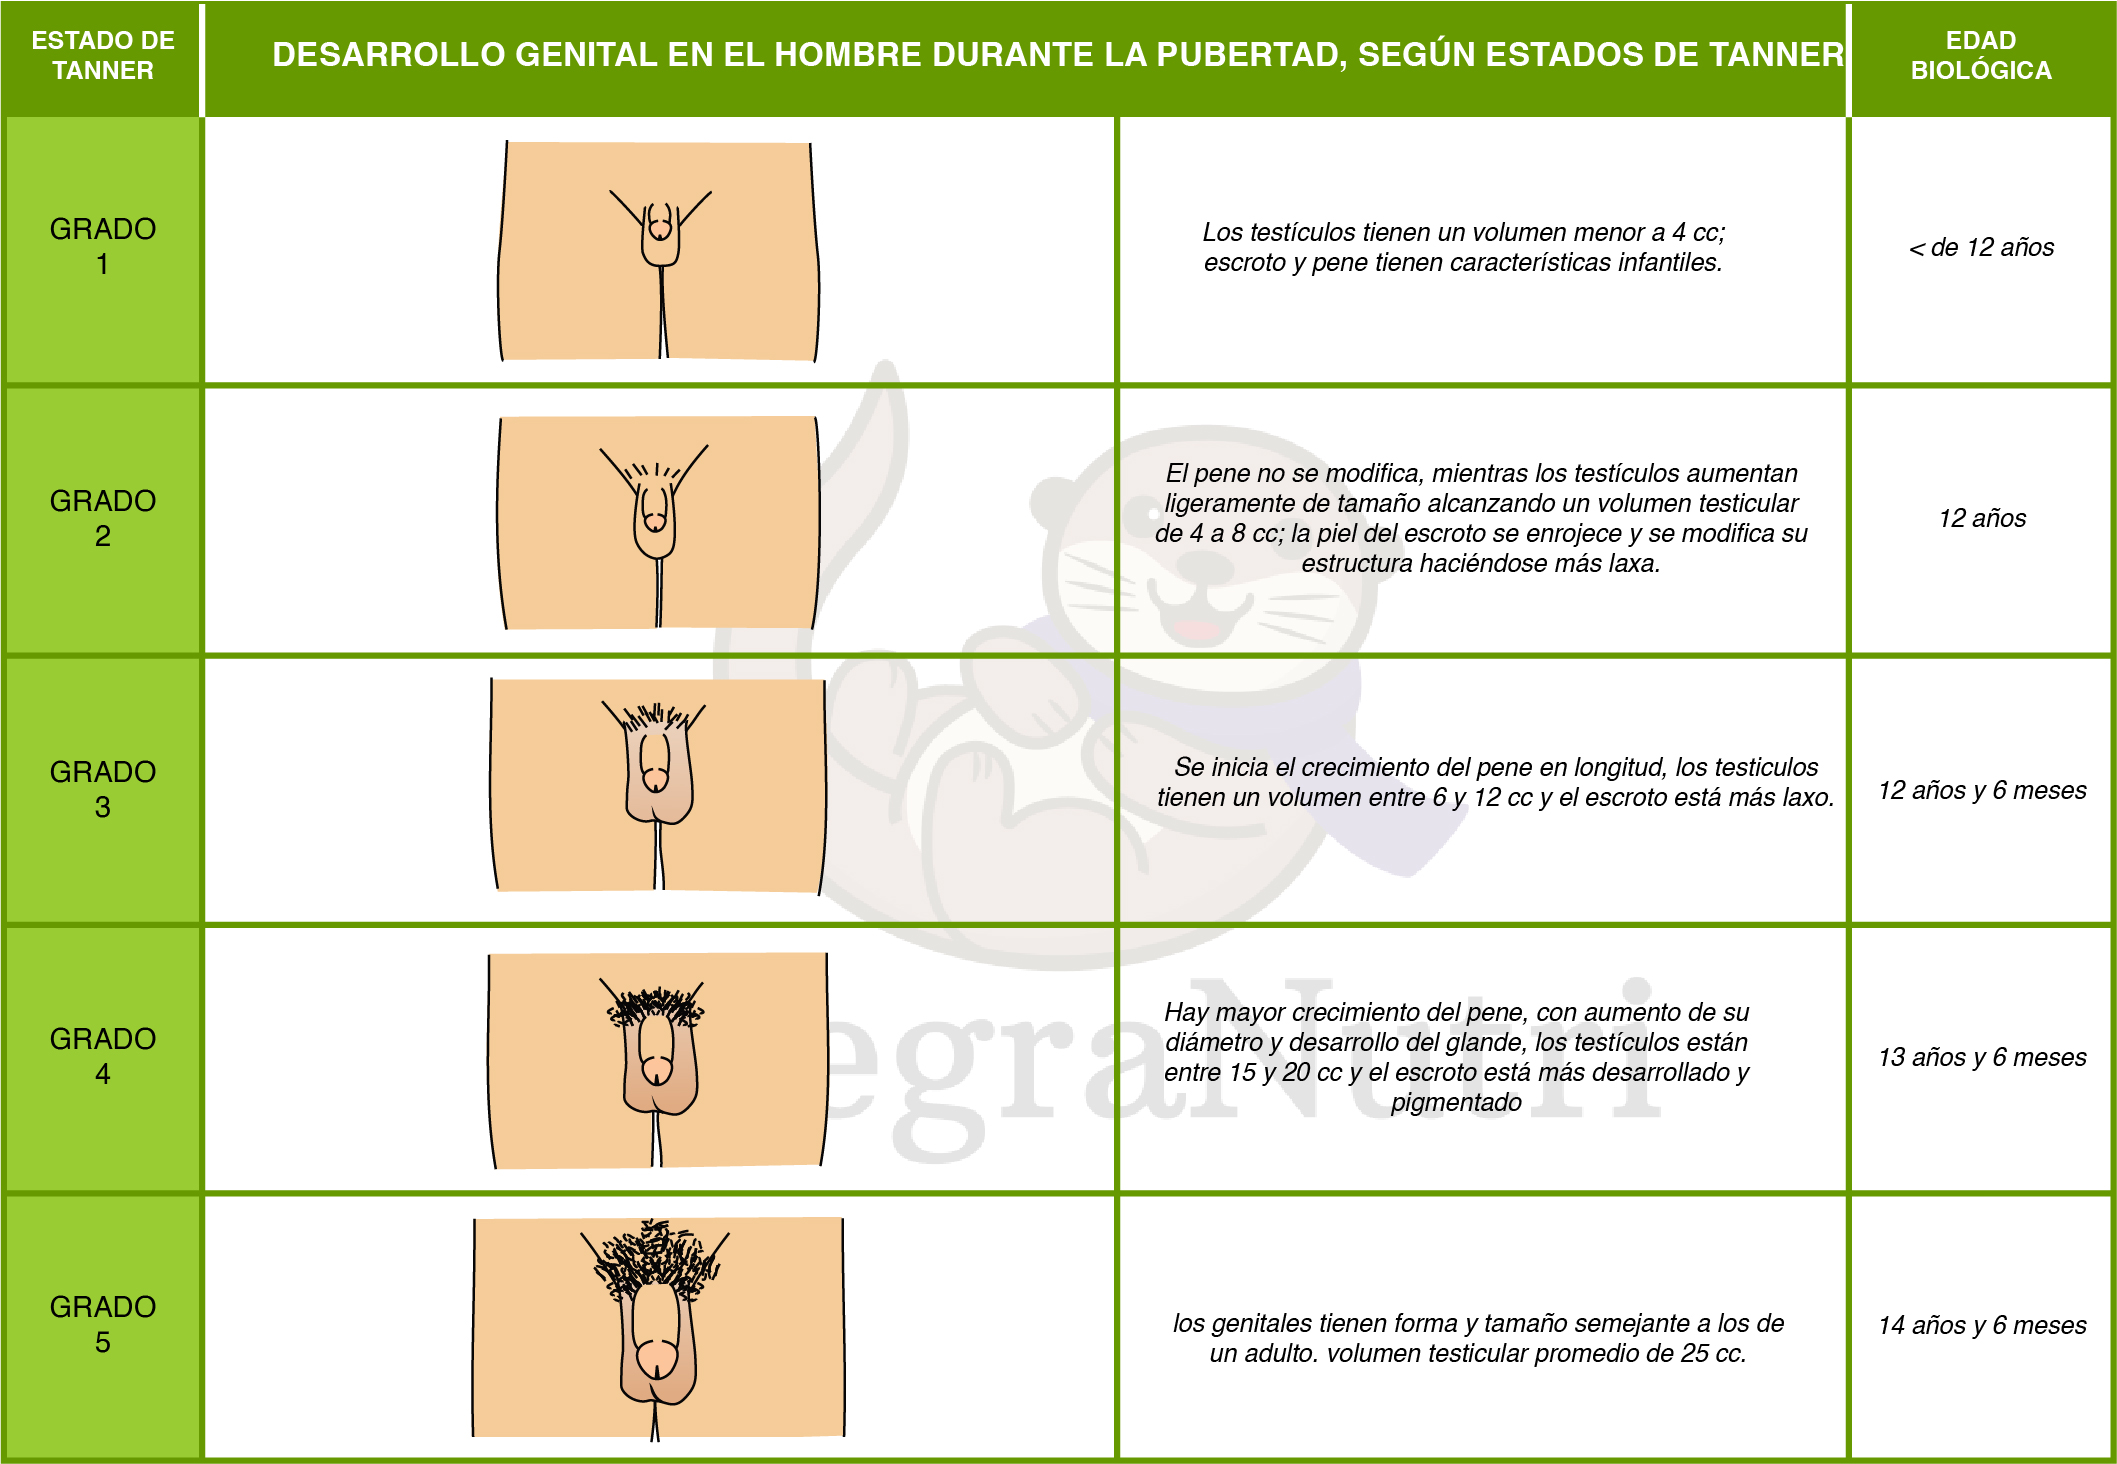 ESTADO DE
TANNER
DESARROLLO GENITAL EN EL HOMBRE DURANTE LA PUBERTAD, SEGÚN ESTADOS DE TANNER
EDAD
BIOLÓGICA
GRADO
1
Los testículos tienen un volumen menor a 4 cc;
escroto y pene tienen características infantiles.
< de 12 años
GRADO
2
El pene no se modifica, mientras los testículos aumentan
ligeramente de tamaño alcanzando un volumen testicular
de 4 a 8 cc; la piel del escroto se enrojece y se modifica su
estructura haciéndose más laxa.
12 años
GRADO
3
Se inicia el crecimiento del pene en longitud, los testiculos
tienen un volumen entre 6 y 12 cc y el escroto está más laxo.
12 años y 6 meses
GRADO
4
Hay mayor crecimiento del pene, con aumento de su
diámetro y desarrollo del glande, los testículos están
entre 15 y 20 cc y el escroto está más desarrollado y
pigmentado
13 años y 6 meses
egraNutri
GRADO
5
los genitales tienen forma y tamaño semejante a los de
un adulto. volumen testicular promedio de 25 cc.
14 años y 6 meses